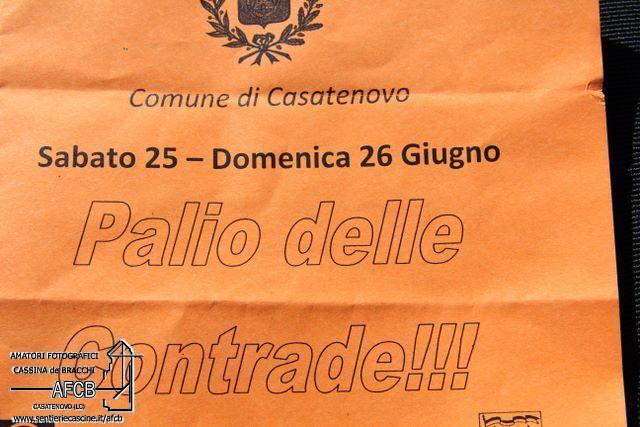 Comune di Casatenovo
Sabato 25 – Domenica 26 Giugno
Palio delle
Contrade!!!
AMATORI FOTOGRAFICI
CASSINA de BRACCHI
AFCB
CASATENOVO (LC)
www.sentieriecascine.it/afcb